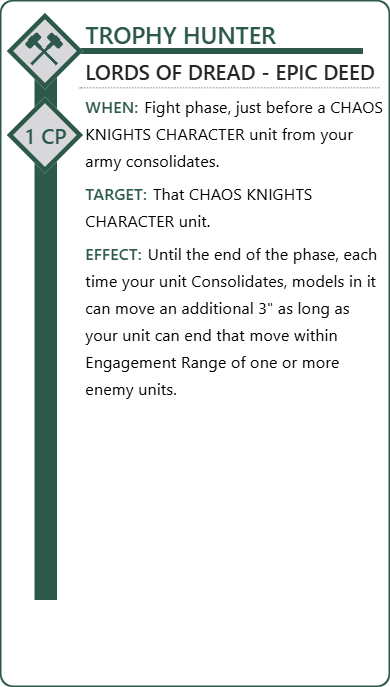 TROPHY HUNTER
LORDS OF DREAD - EPIC DEED
1 CP
WHEN: Fight phase, just before a CHAOS
KNIGHTS CHARACTER unit from your
army consolidates.
TARGET: That CHAOS KNIGHTS
CHARACTER unit.
EFFECT: Until the end of the phase, each
time your unit Consolidates, models in it
can move an additional 3" as long as
your unit can end that move within
Engagement Range of one or more
enemy units.